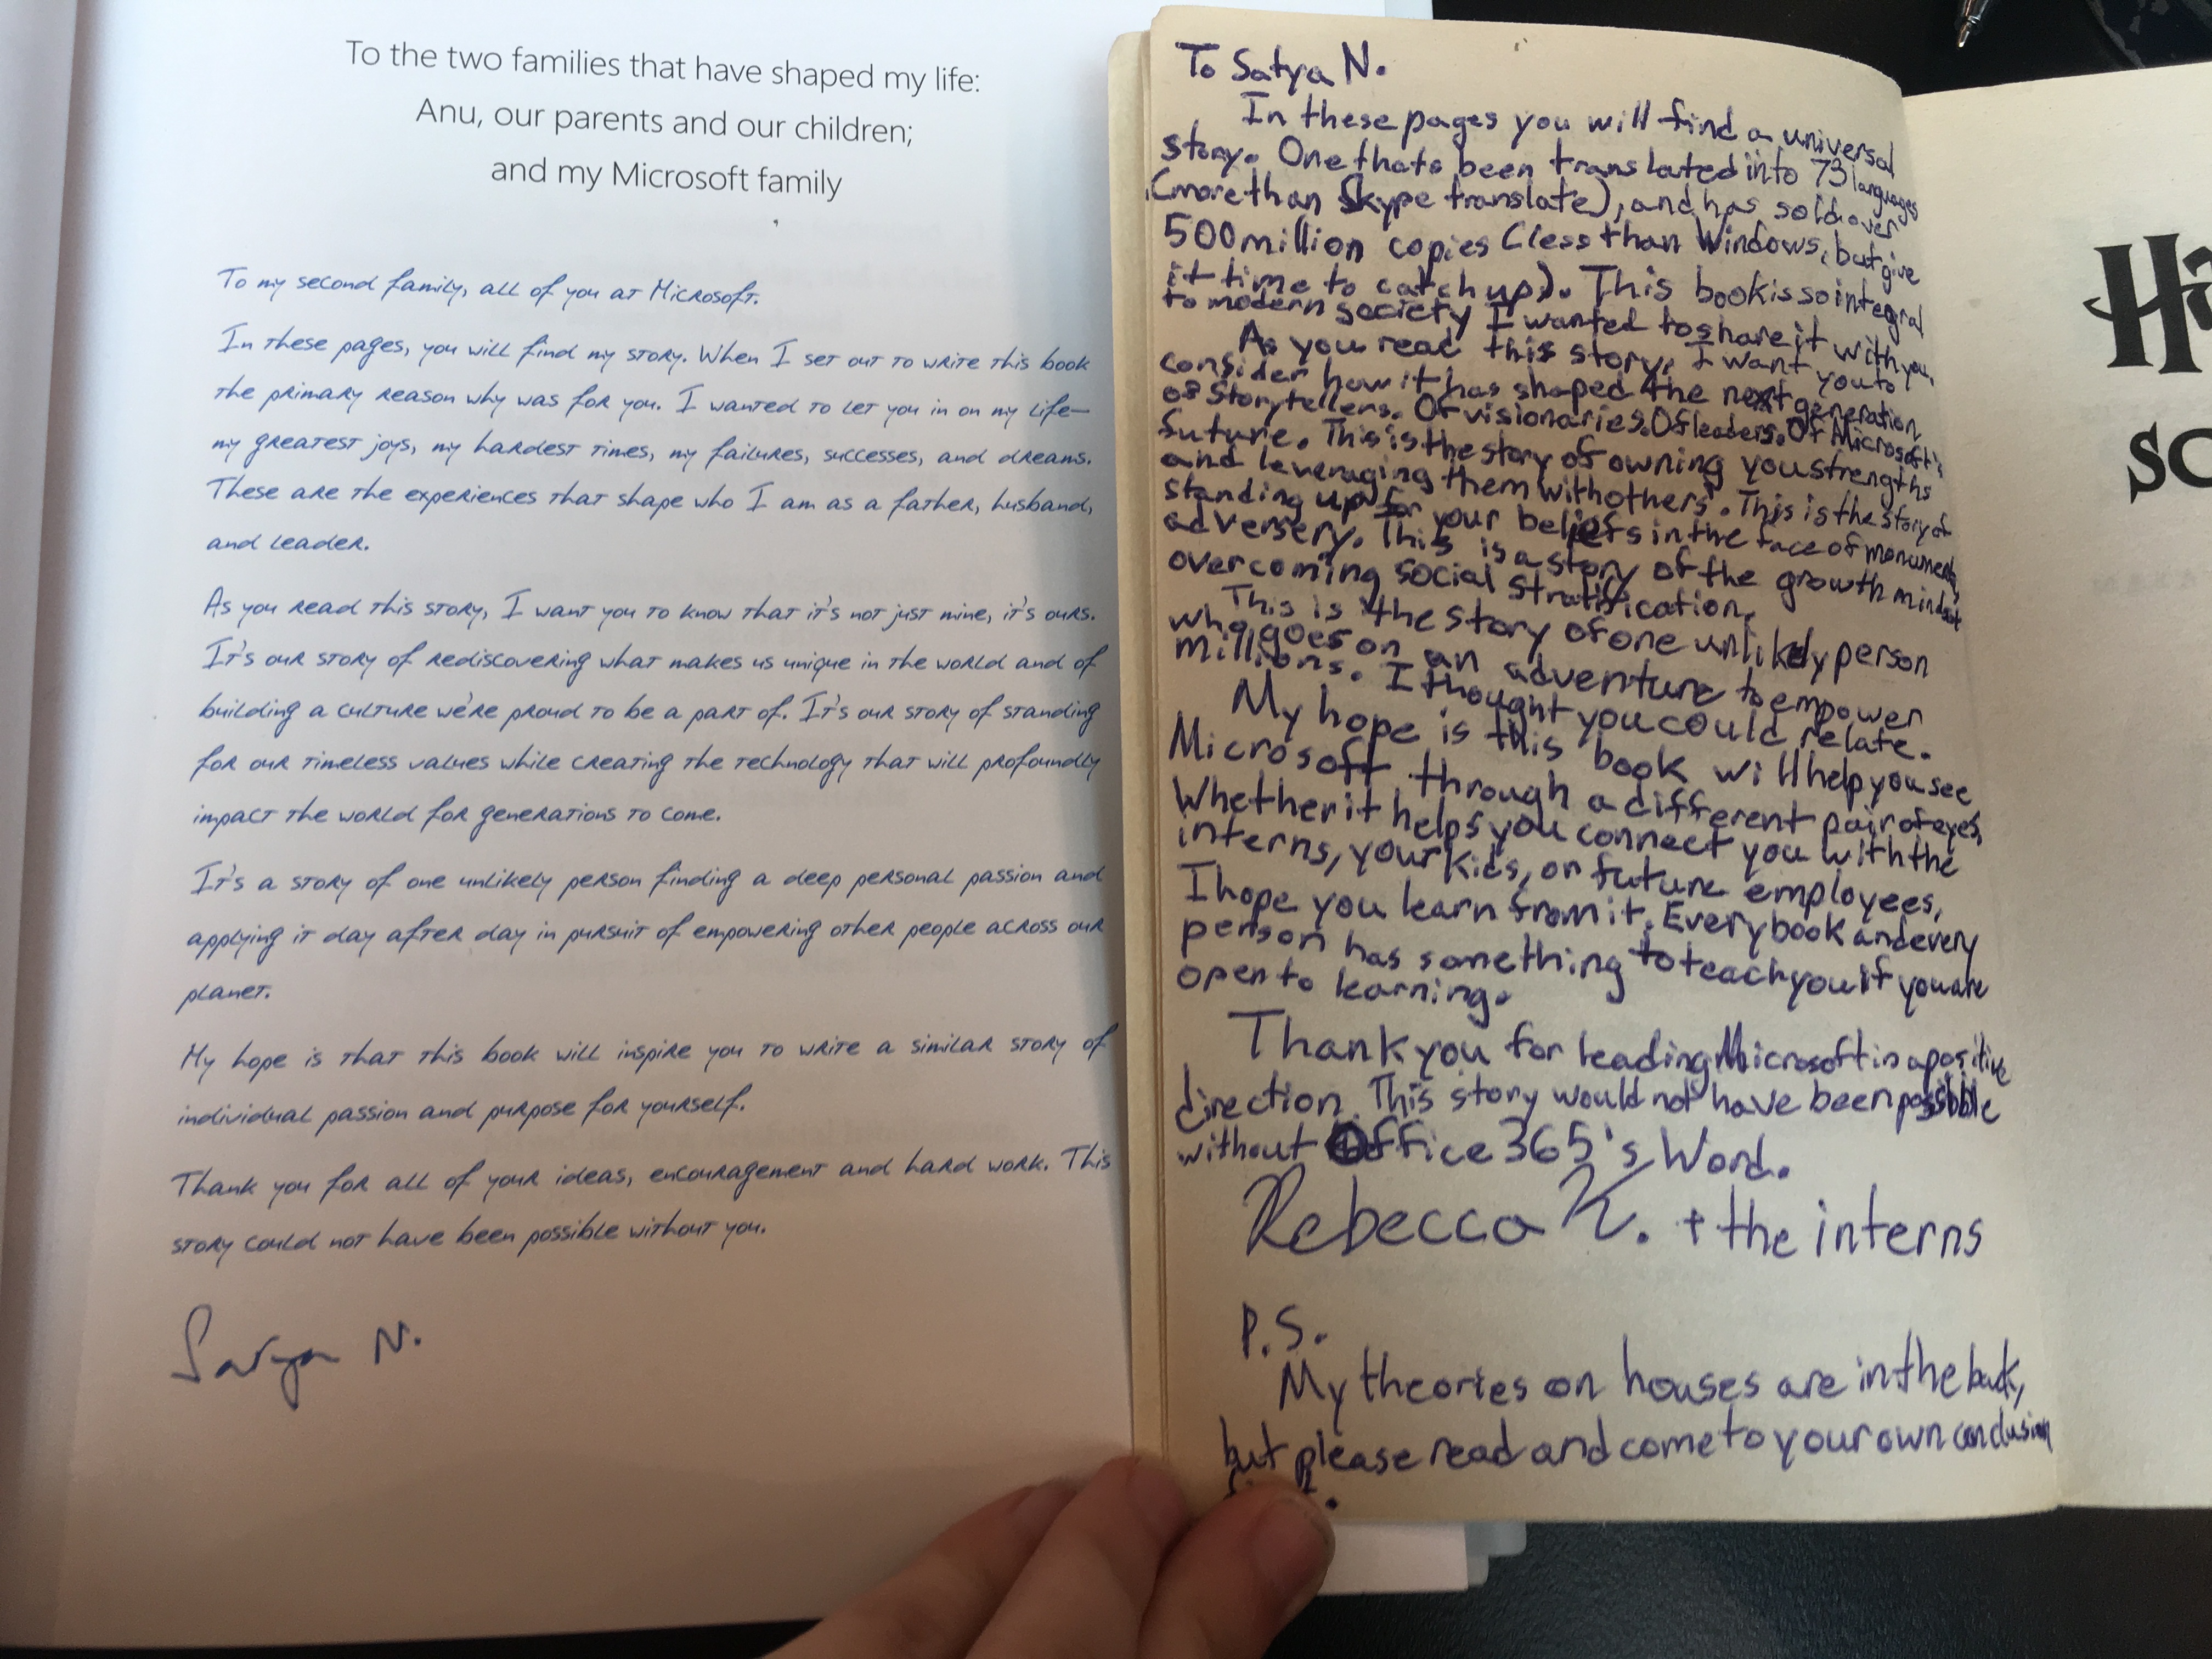 To the two families that have shaped my life:
Anu, our parents and our children;
and my Microsoft family
To my second family, all of you at Microsoft.
In these pages, you will find my story. When I set out to write this book
the primary reason why was for you. I wanted to let you in on my life—
my greatest joys, my hardest times, my failures, successes, and dreams.
These are the experiences that shape who I am as a father, husband,
and leader.
As you read this story, I want you to know that it's not just mine, it's ours.
It's our story of rediscovering what makes us unique in the world and of
building a culture we're proud to be a part of. It's our story of standing
for our timeless values while creating the technology that will profoundly
impact the world for generations to come.
It's a story of one unlikely person finding a deep personal passion and
applying it day after day in pursuit of empowering other people across our
planet.
My hope is that this book will inspire you to write a similar story of
individual passion and purpose for yourself.
Thank you for all of your ideas, encouragement and hard work. This
story could not have been possible without you.
Satya N.
To Satya N.
In these pages you will find a universal
story. One thats been translated into 73 languages
(more than Skype translate), and has sold over
500 million copies (less than Windows, but give
it time to catch up). This book is so integral
to modern society I wanted to share it with you.
As you read this story, I want you to
consider how it has shaped the next generation
of storytellers. Of visionaries. Of leaders. Of Microsoft's
future. This is the story of owning you strengths
and leveraging them with others'. This is the story of
standing up for your beliefs in the face of
adversery. This is a story of the growth mindset
overcoming social stratification.
This is the story of one unlikely person
who goes on an adventure to empower
millions. I thought you could relate.
My hope is this book will help you see
Microsoft through a different pair of eyes,
Whether it helps you connect you with the
interns, your kids, or future employees,
I hope you learn from it. Every book and every
person has something to teach you if you are
open to learning.
Thank you for leading Microsoft in a positive
direction. This story would not have been possible
without Office 365's Word.
Rebecca K. + the interns
P.S.
My theories on houses are in the back,
but please read and come to your own conclusion